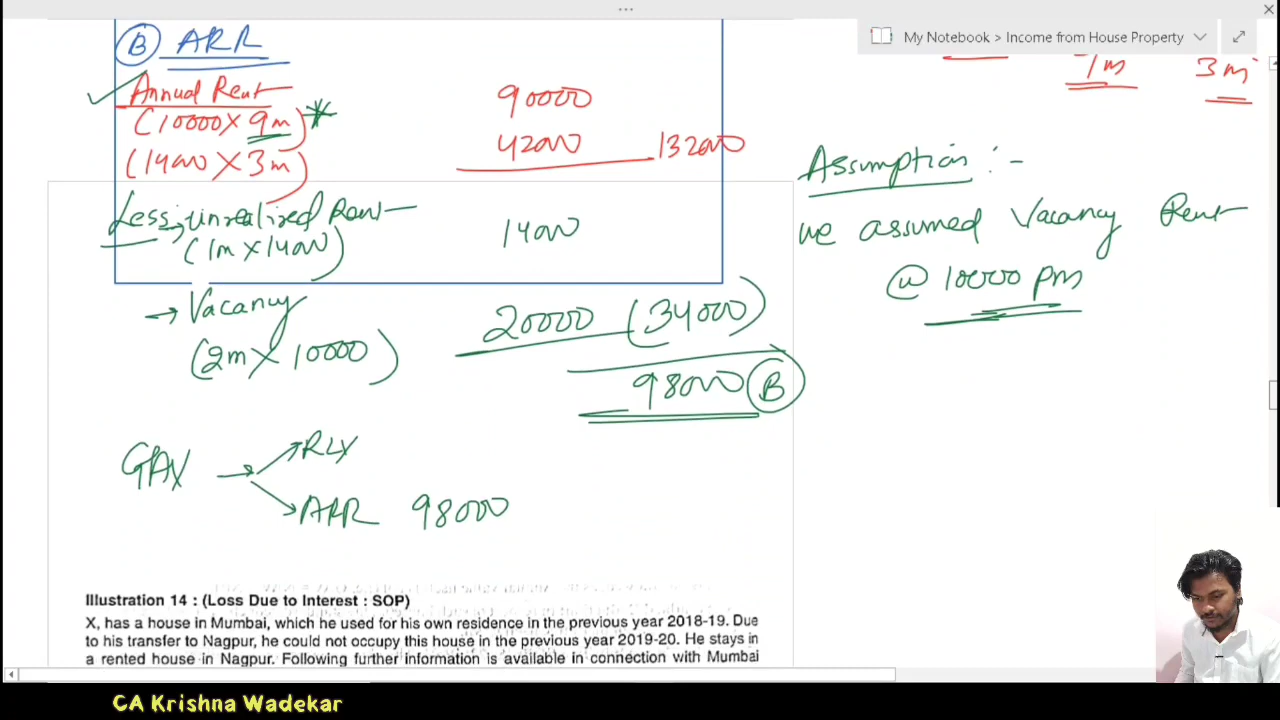 My Notebook > Income from House Property
B ARR
Annual Rent 90000
(10000 X 9m)
42000 132000
(14000 X 3m)
Less; unrealized Rent
(1m X 14000) 14000
→ Vacancy
20000 (34000)
(2m X 10000)
98000 B
GAV → RLV
ARR 98000
1m 3m
Assumption :-
we assumed Vacancy Rent
@ 10000 pm
Illustration 14 : (Loss Due to Interest : SOP)
X, has a house in Mumbai, which he used for his own residence in the previous year 2018-19. Due
to his transfer to Nagpur, he could not occupy this house in the previous year 2019-20. He stays in
a rented house in Nagpur. Following further information is available in connection with Mumbai
CA Krishna Wadekar